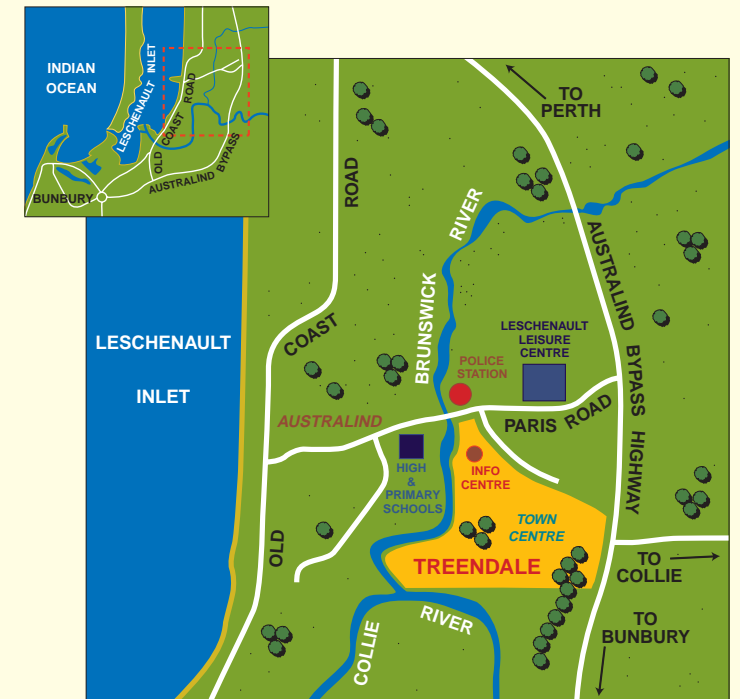 INDIAN
OCEAN
LESCHENAULT INLET
OLD COAST ROAD
AUSTRALIND BYPASS
BUNBURY
TO
PERTH
ROAD
COAST
OLD
BRUNSWICK
RIVER
AUSTRALIND BYPASS HIGHWAY
LESCHENAULT
INLET
LESCHENAULT
LEISURE
CENTRE
POLICE
STATION
AUSTRALIND
PARIS ROAD
HIGH
&
PRIMARY
SCHOOLS
INFO
CENTRE
TOWN
CENTRE
TREENDALE
TO
COLLIE
COLLIE
RIVER
TO
BUNBURY